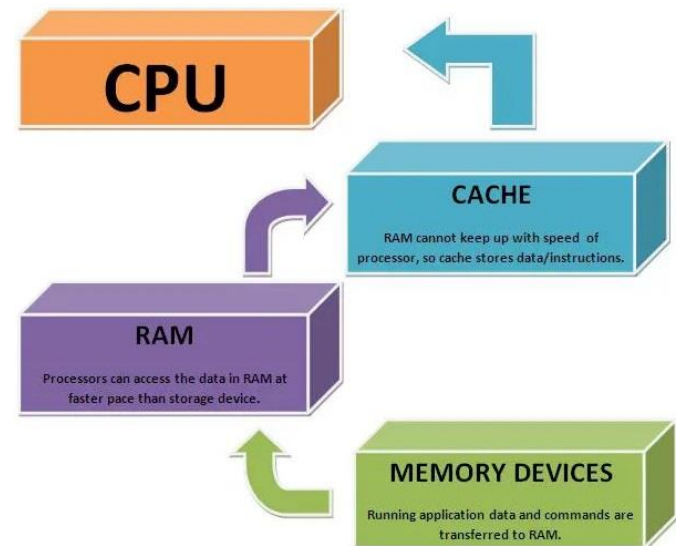 CPU
CACHE
RAM cannot keep up with speed of
processor, so cache stores data/instructions.
RAM
Processors can access the data in RAM at
faster pace than storage device.
MEMORY DEVICES
Running application data and commands are
transferred to RAM.